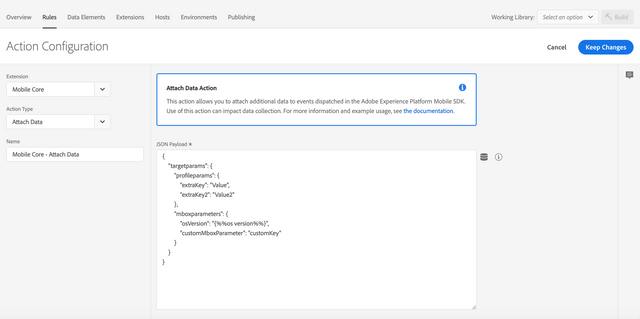 Overview Rules Data Elements Extensions Hosts Environments Publishing Working Library: Select an option Build
Action Configuration Cancel Keep Changes
Extension
Mobile Core
Action Type
Attach Data
Name
Mobile Core - Attach Data
Attach Data Action
This action allows you to attach additional data to events dispatched in the Adobe Experience Platform Mobile SDK.
Use of this action can impact data collection. For more information and example usage, see the documentation.
JSON Payload *
{
"targetparams": {
"profileparams": {
"extraKey": "Value",
"extraKey2": "Value2"
},
"mboxparameters": {
"osVersion": "{%%os version%%}",
"customMboxParameter": "customKey"
}
}
}